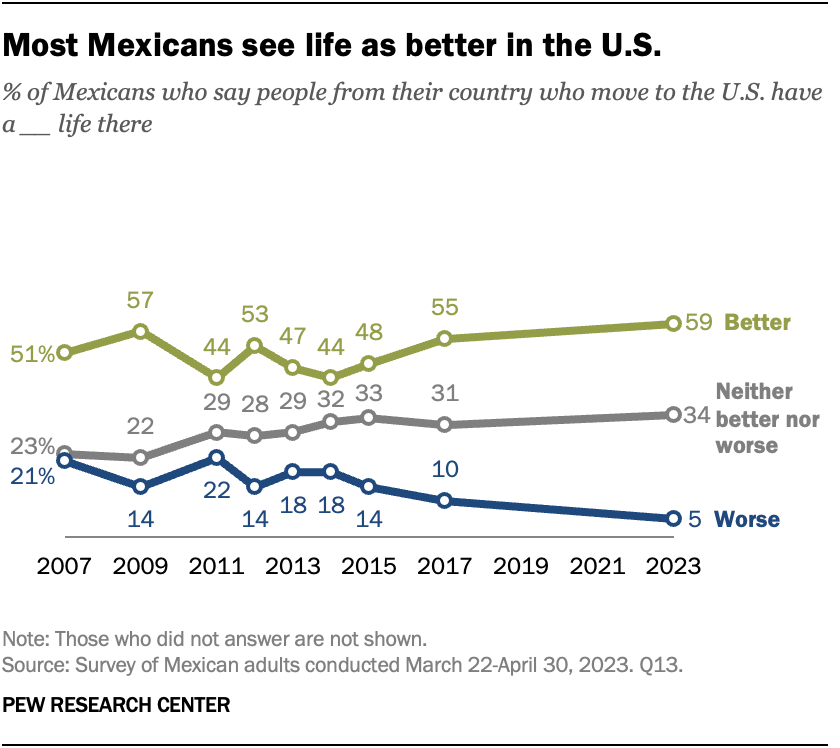 Most Mexicans see life as better in the U.S.
% of Mexicans who say people from their country who move to the U.S. have
a __ life there
57
53
55
59 Better
51%
44
47
44
48
Neither
better nor
worse
29 28 29 32 33
31
34
23%
22
21%
10
22
14
14
18 18
14
5 Worse
2007 2009 2011 2013 2015 2017 2019 2021 2023
Note: Those who did not answer are not shown.
Source: Survey of Mexican adults conducted March 22-April 30, 2023. Q13.
PEW RESEARCH CENTER